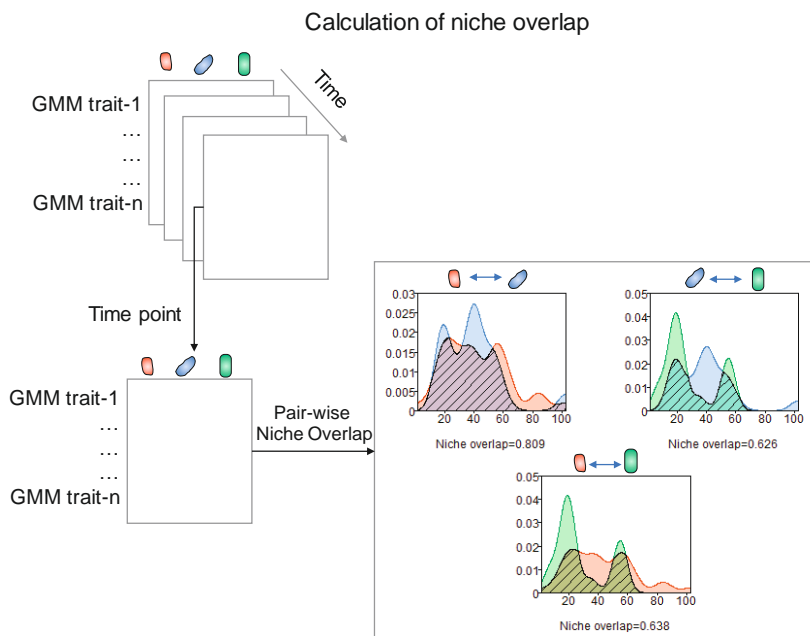 Calculation of niche overlap
Time
GMM trait-1
…
…
…
GMM trait-n
Time point
GMM trait-1
…
…
GMM trait-n
Pair-wise
Niche Overlap
0.03
0.025
0.02
0.015
0.01
0.005
0
20 40 60 80 100
Niche overlap=0.809
0.05
0.04
0.03
0.02
0.01
0
20 40 60 80 100
Niche overlap=0.626
0.05
0.04
0.03
0.02
0.01
0
20 40 60 80 100
Niche overlap=0.638